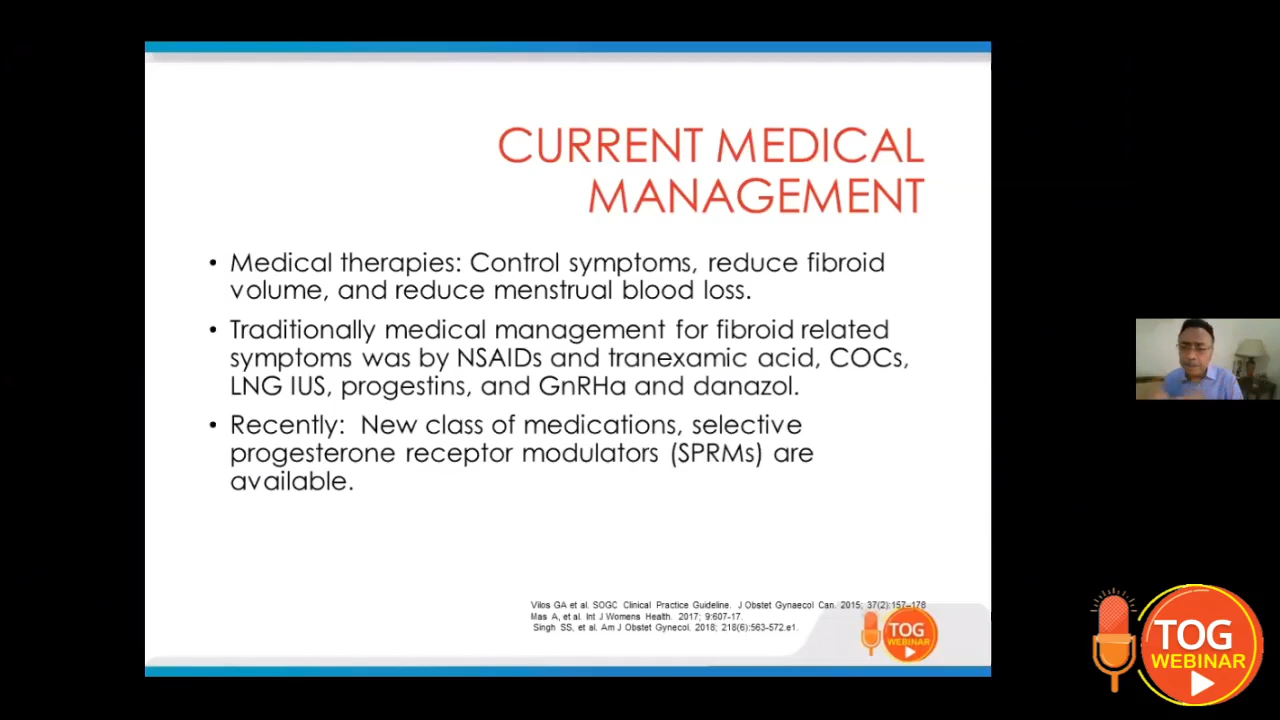 CURRENT MEDICAL
MANAGEMENT
• Medical therapies: Control symptoms, reduce fibroid
volume, and reduce menstrual blood loss.
• Traditionally medical management for fibroid related
symptoms was by NSAIDs and tranexamic acid, COCs,
LNG IUS, progestins, and GnRHa and danazol.
• Recently: New class of medications, selective
progesterone receptor modulators (SPRMs) are
available.
Vilos GA et al. SOGC Clinical Practice Guideline. J Obstet Gynaecol Can. 2015; 37(2):157–178
Mas A, et al. Int J Womens Health. 2017; 9:607-17.
Singh SS, et al. Am J Obstet Gynecol. 2018; 218(6):563-572.e1.
TOG
WEBINAR
TOG
WEBINAR